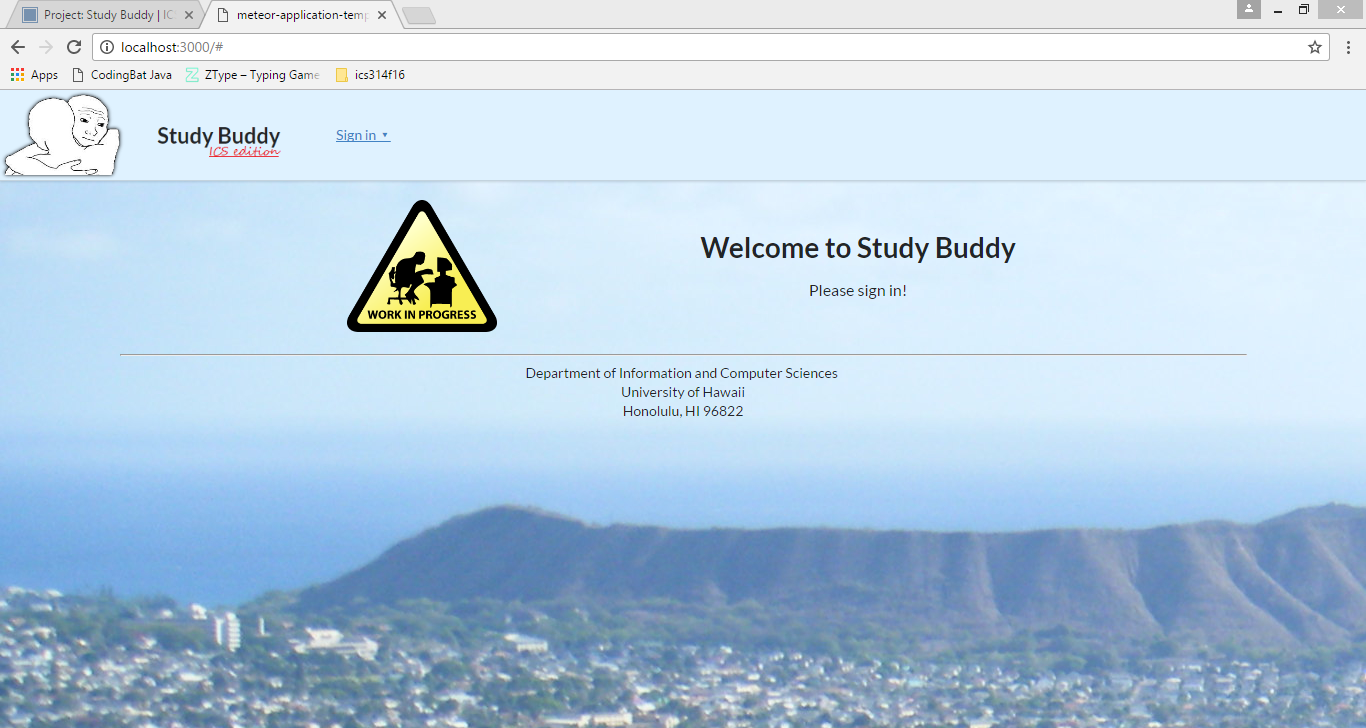 Project: Study Buddy | IC
meteor-application-temp
localhost:3000/#
Apps
CodingBat Java
ZType – Typing Game
ics314f16
Study Buddy
ICS edition
Sign in ▼
WORK IN PROGRESS
Welcome to Study Buddy
Please sign in!
Department of Information and Computer Sciences
University of Hawaii
Honolulu, HI 96822